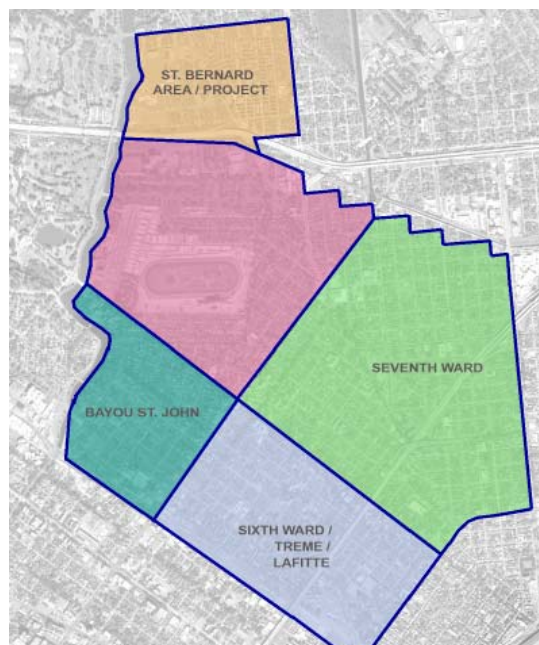 ST. BERNARD
AREA / PROJECT
SEVENTH WARD
BAYOU ST. JOHN
SIXTH WARD /
TREME /
LAFITTE